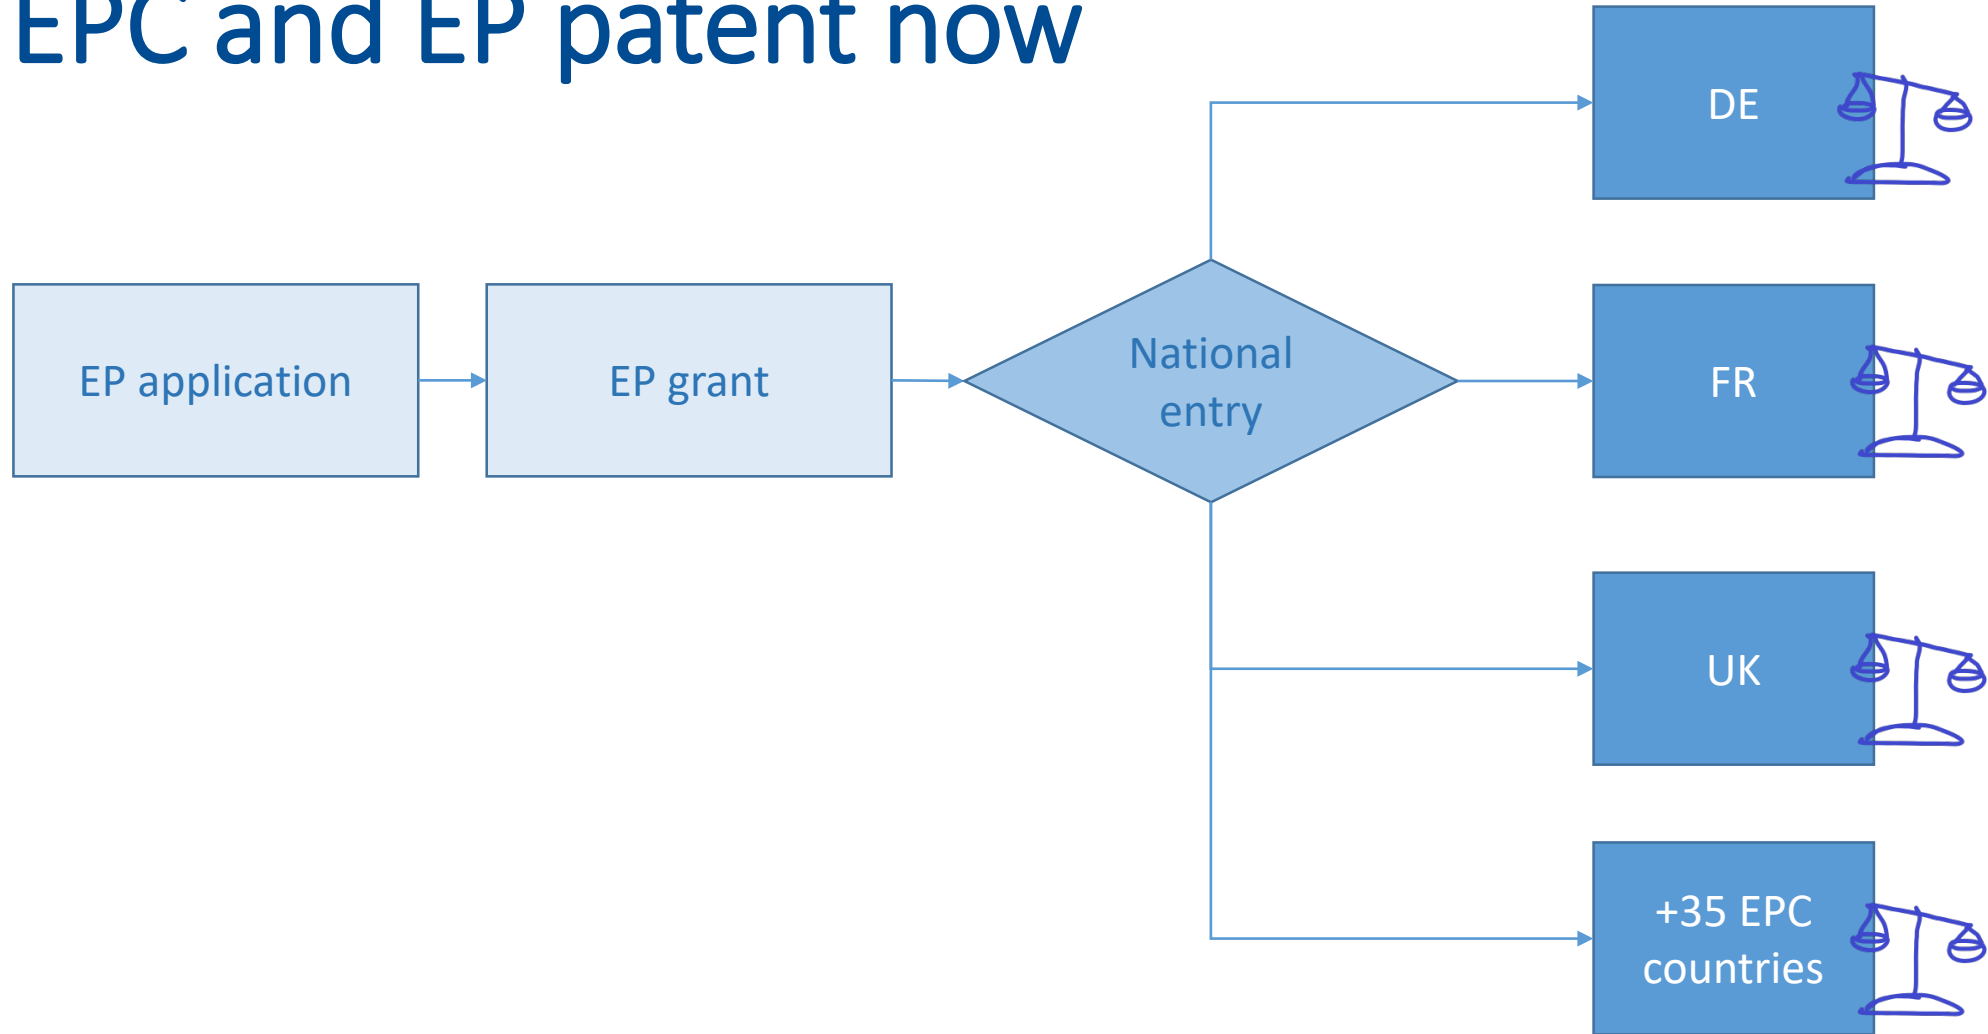 EPC and EP patent now
EP application
EP grant
National
entry
DE
FR
UK
+35 EPC
countries